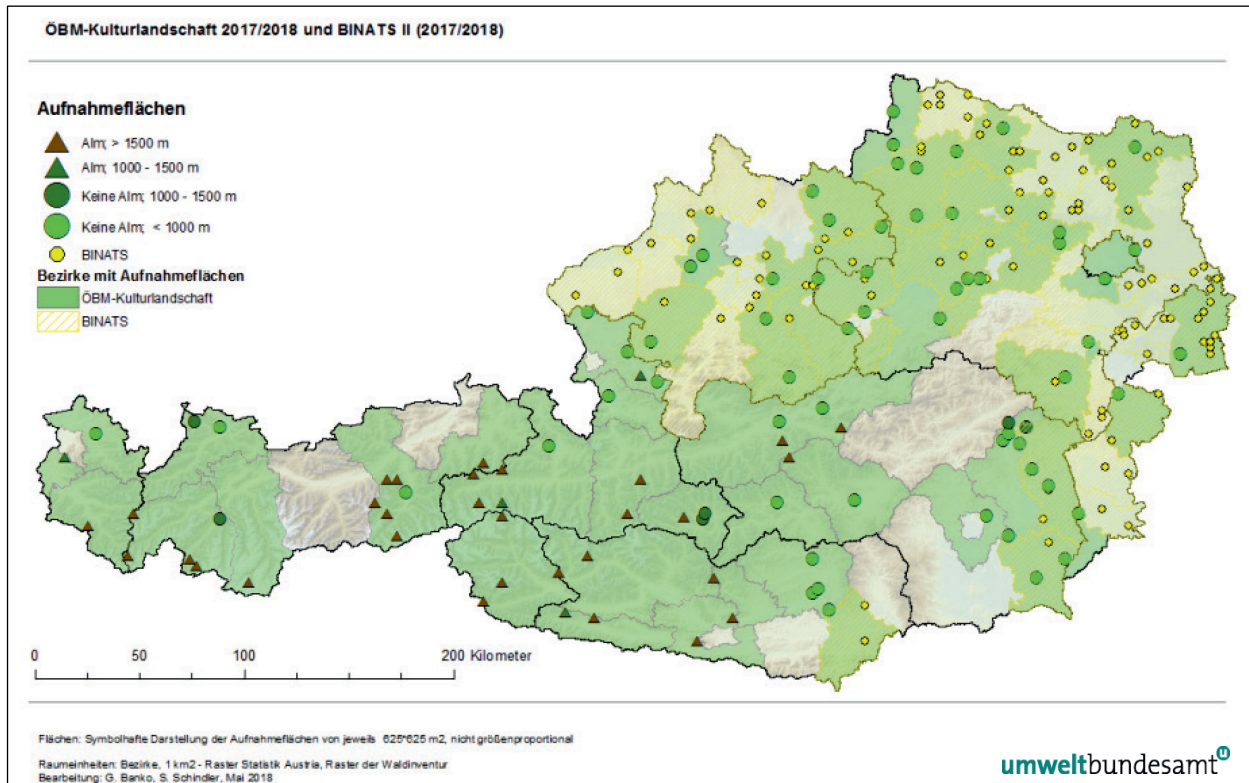 ÖBM-Kulturlandschaft 2017/2018 und BINATS II (2017/2018)
Aufnahmeflächen
Alm; > 1500 m
Alm; 1000 - 1500 m
Keine Alm; 1000 - 1500 m
Keine Alm; < 1000 m
BINATS
Bezirke mit Aufnahmeflächen
ÖBM-Kulturlandschaft
BINATS
0 50 100 200 Kilometer
Flächen: Symbolhafte Darstellung der Aufnahmeflächen von jeweils 625*625 m2, nicht größenproportional
Raumeinheiten: Bezirke, 1 km2 - Raster Statistik Austria, Raster der Waldinventur
Bearbeitung: G. Banko, S. Schindler, Mai 2018
umweltbundesamt